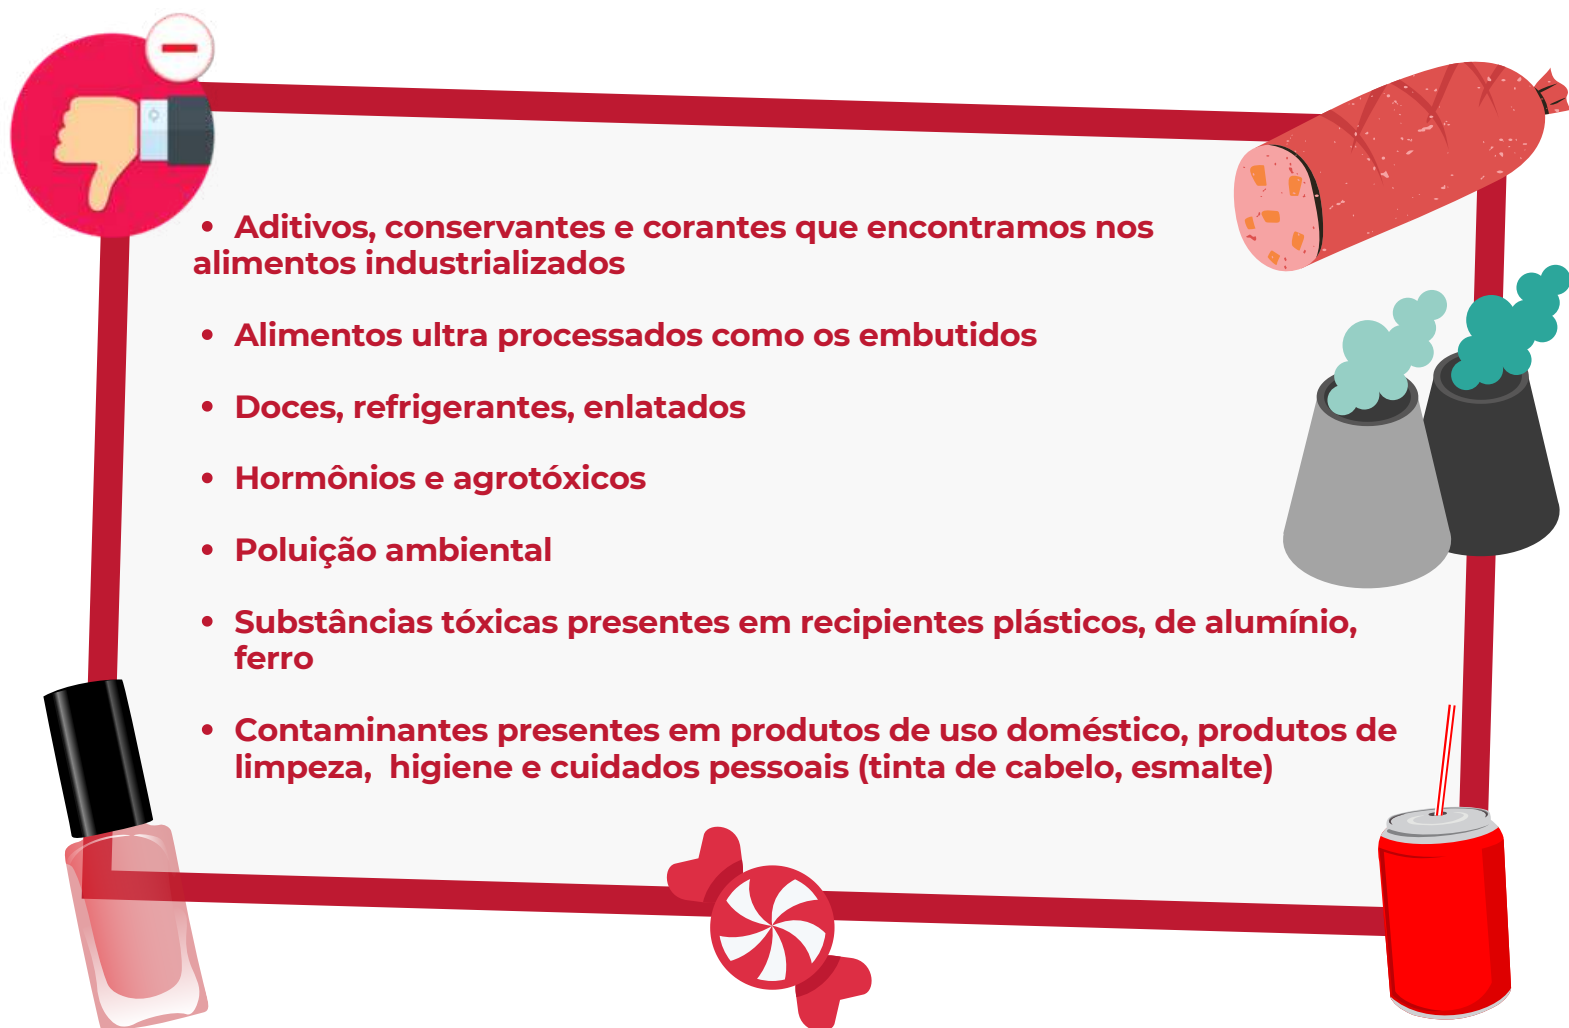 • Aditivos, conservantes e corantes que encontramos nos
alimentos industrializados
• Alimentos ultra processados como os embutidos
• Doces, refrigerantes, enlatados
• Hormônios e agrotóxicos
• Poluição ambiental
• Substâncias tóxicas presentes em recipientes plásticos, de alumínio,
ferro
• Contaminantes presentes em produtos de uso doméstico, produtos de
limpeza,  higiene e cuidados pessoais (tinta de cabelo, esmalte)